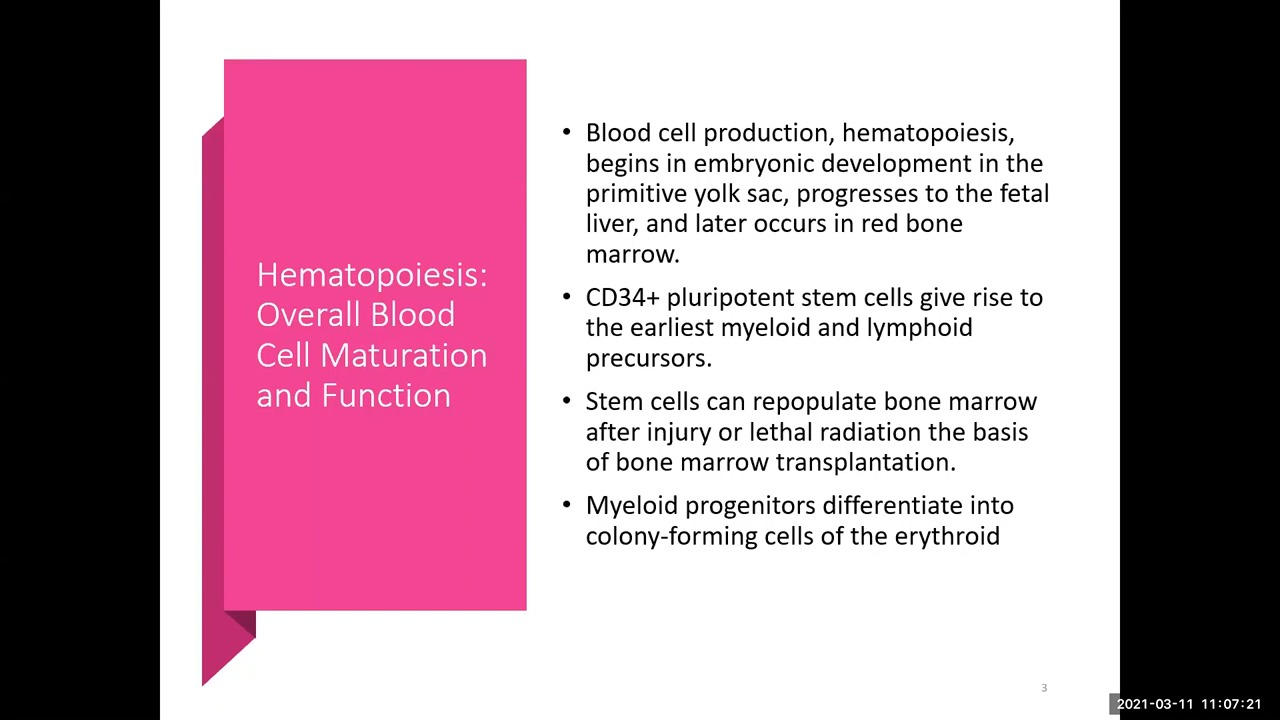 Hematopoiesis:
Overall Blood
Cell Maturation
and Function
• Blood cell production, hematopoiesis,
begins in embryonic development in the
primitive yolk sac, progresses to the fetal
liver, and later occurs in red bone
marrow.
• CD34+ pluripotent stem cells give rise to
the earliest myeloid and lymphoid
precursors.
• Stem cells can repopulate bone marrow
after injury or lethal radiation the basis
of bone marrow transplantation.
• Myeloid progenitors differentiate into
colony-forming cells of the erythroid
3
2021-03-11 11:07:21